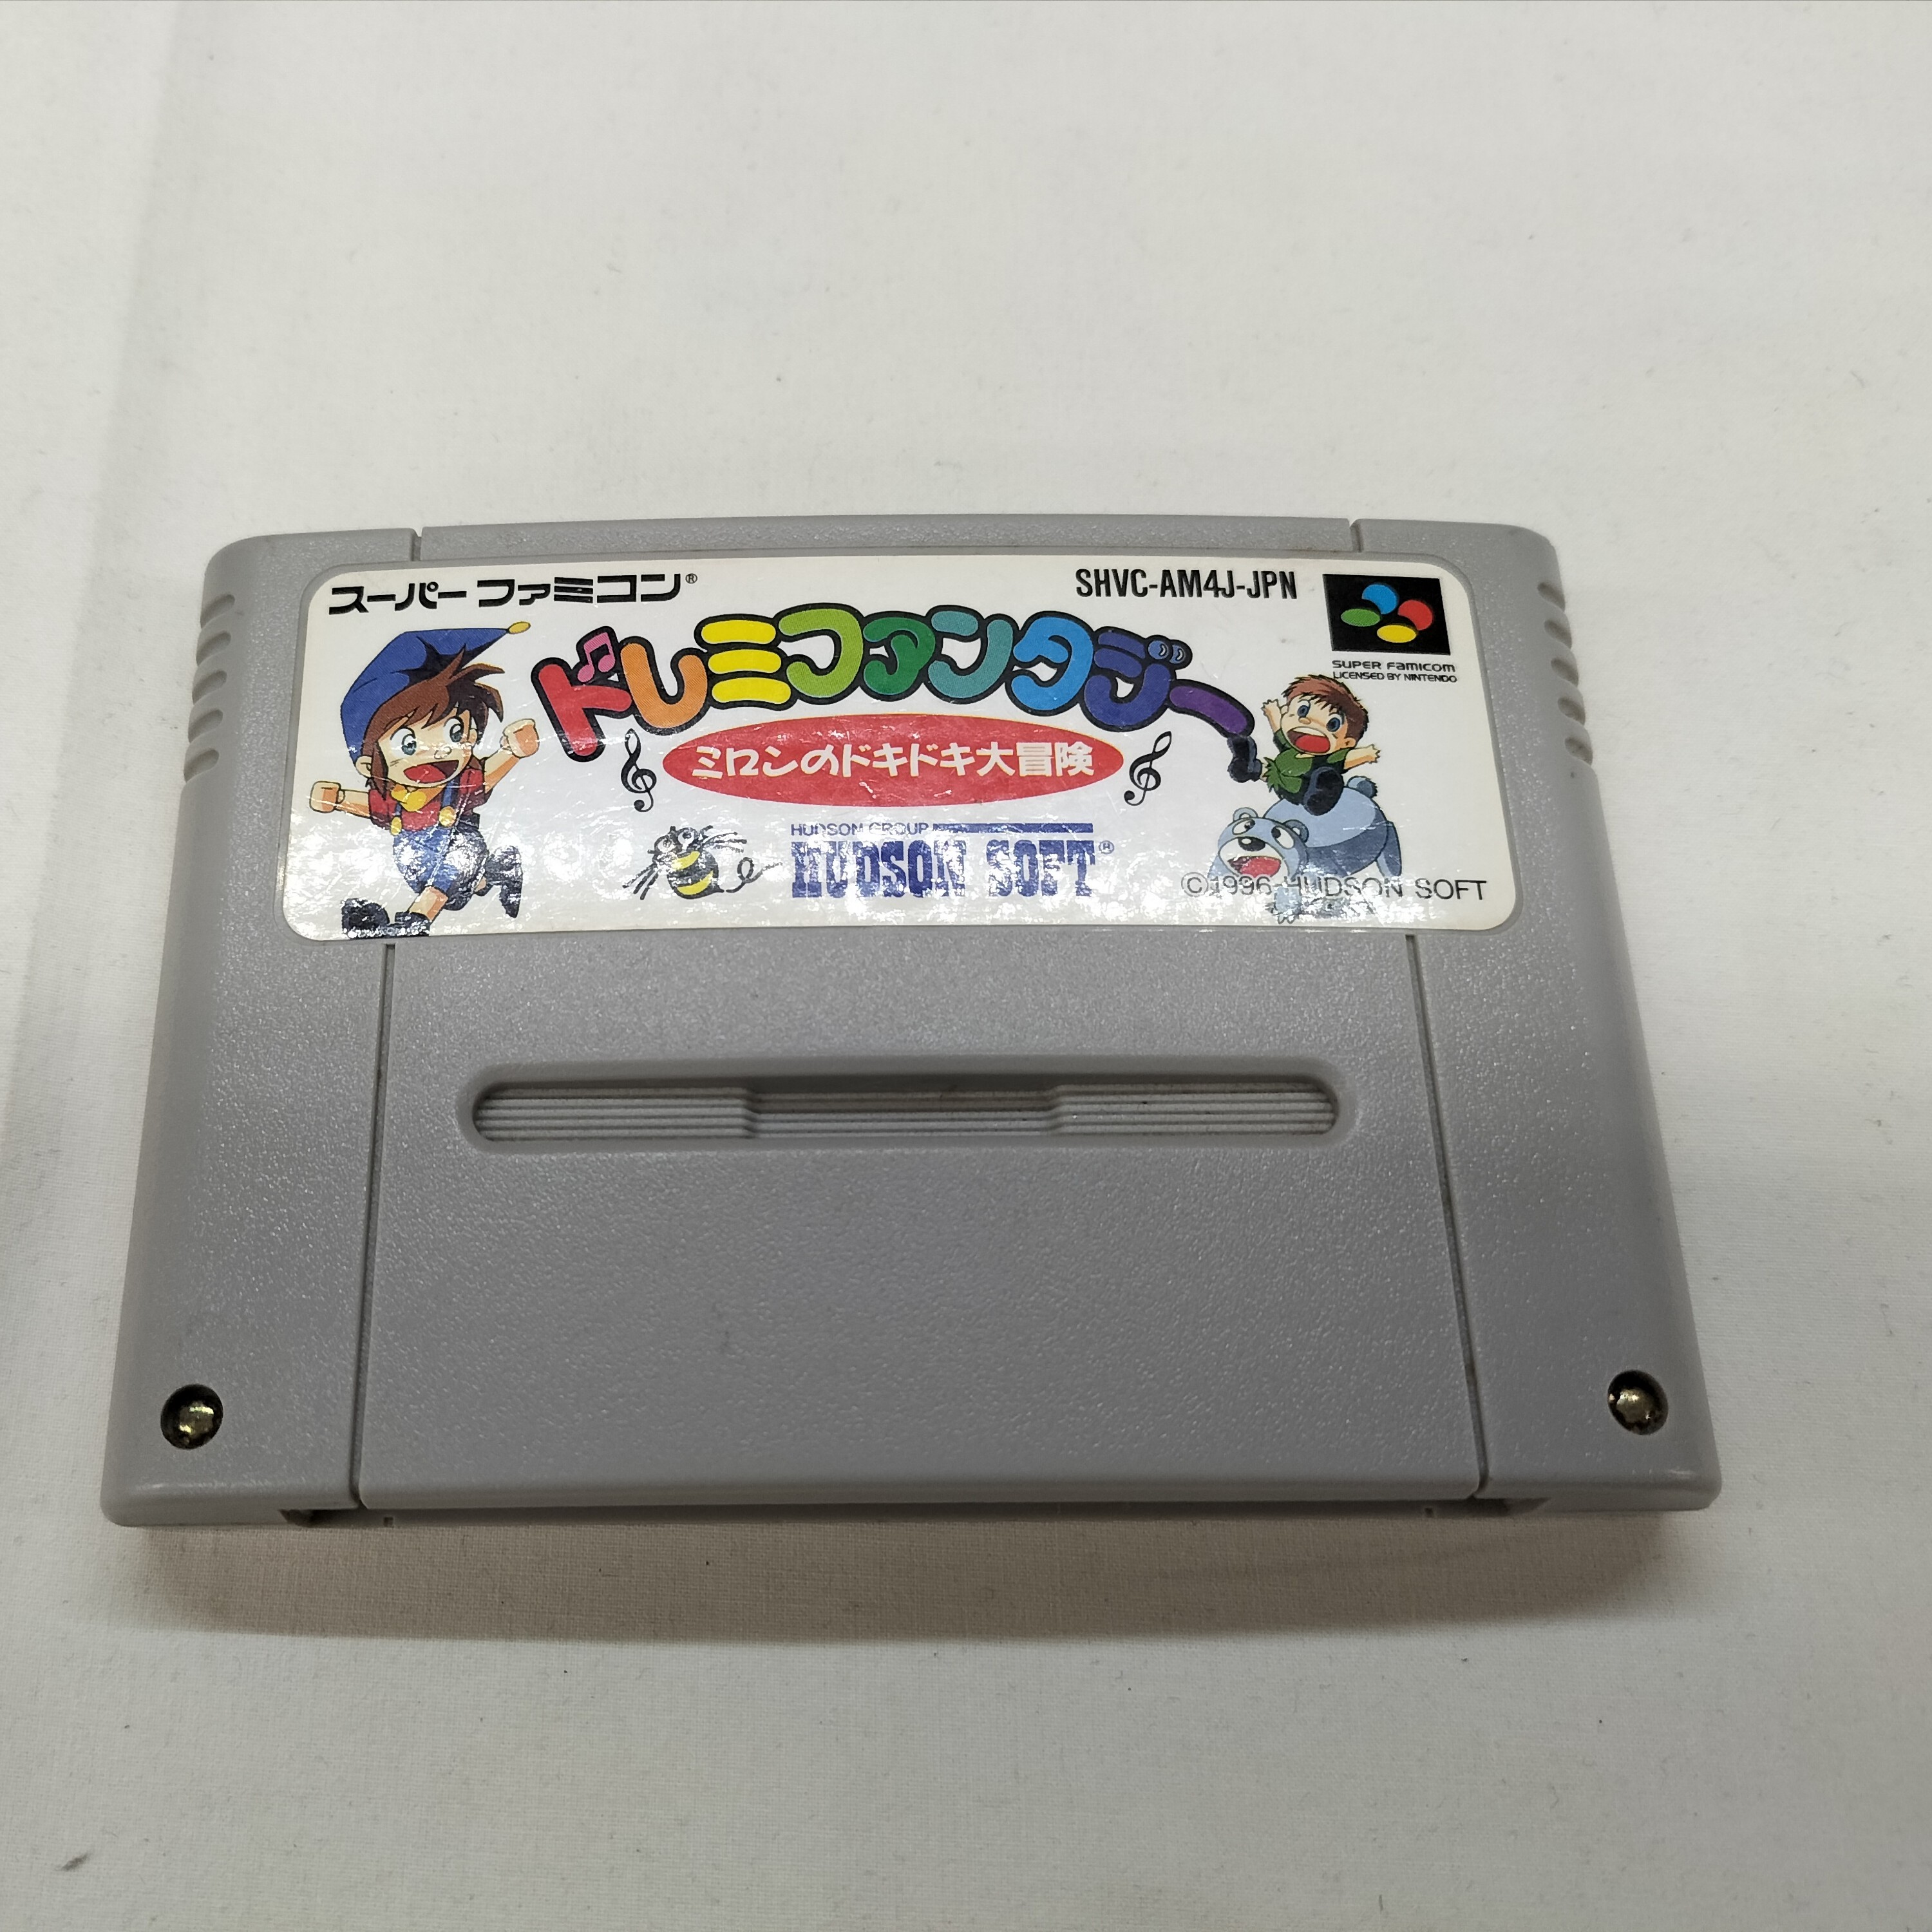 スーパーファミコン®
SHVC-AM4J-JPN
SUPER FAMICOM
LICENSED BY NINTENDO
ドレミファンタジー
ミロンのドキドキ大冒険
HUDSON GROUP
HUDSON SOFT®
©1996 HUDSON SOFT